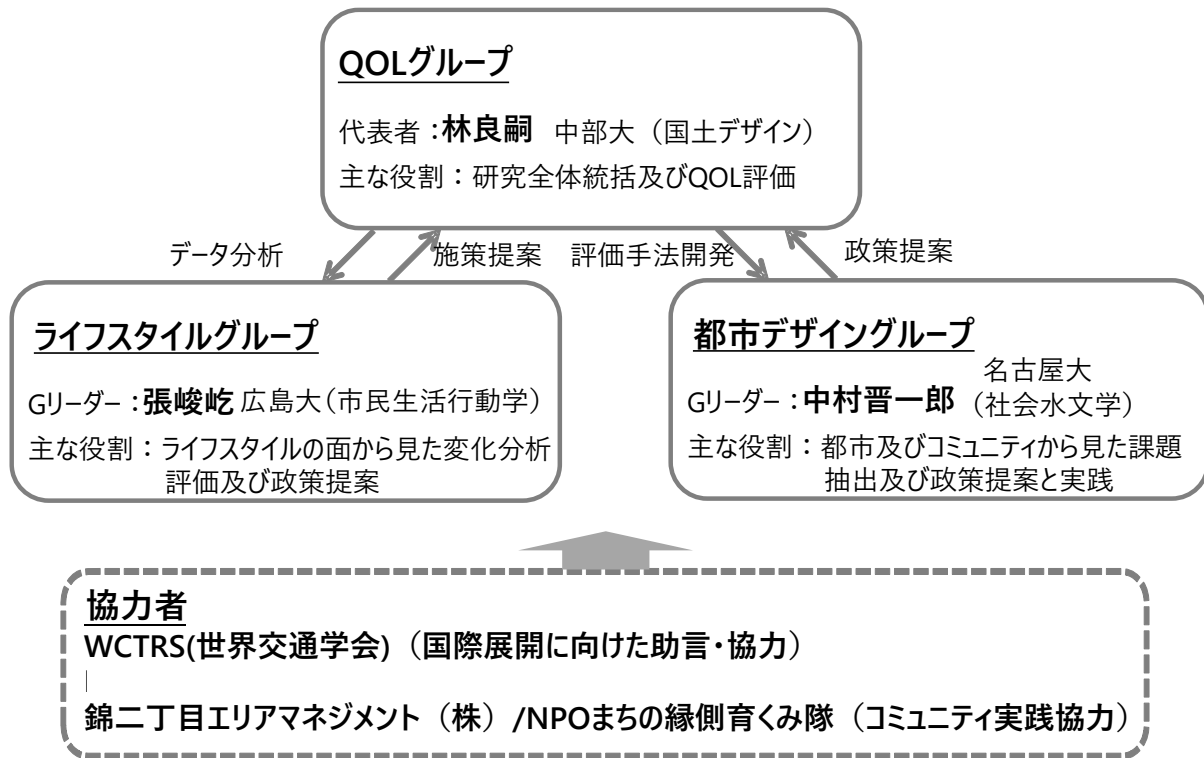 QOLグループ
代表者：林良嗣 中部大（国土デザイン）
主な役割：研究全体統括及びQOL評価
データ分析
施策提案
評価手法開発
政策提案
ライフスタイルグループ
Gリーダー：張峻屹 広島大（市民生活行動学）
主な役割：ライフスタイルの面から見た変化分析
評価及び政策提案
都市デザイングループ
名古屋大
Gリーダー：中村晋一郎（社会水文学）
主な役割：都市及びコミュニティから見た課題
抽出及び政策提案と実践
協力者
WCTRS(世界交通学会)（国際展開に向けた助言・協力）
錦二丁目エリアマネジメント（株）/NPOまちの縁側育くみ隊（コミュニティ実践協力）